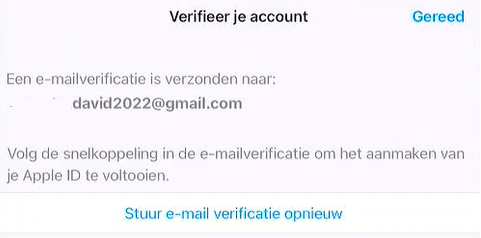 Verifieer je account
Gereed
Een e-mailverificatie is verzonden naar:
david2022@gmail.com
Volg de snelkoppeling in de e-mailverificatie om het aanmaken van
je Apple ID te voltooien.
Stuur e-mail verificatie opnieuw